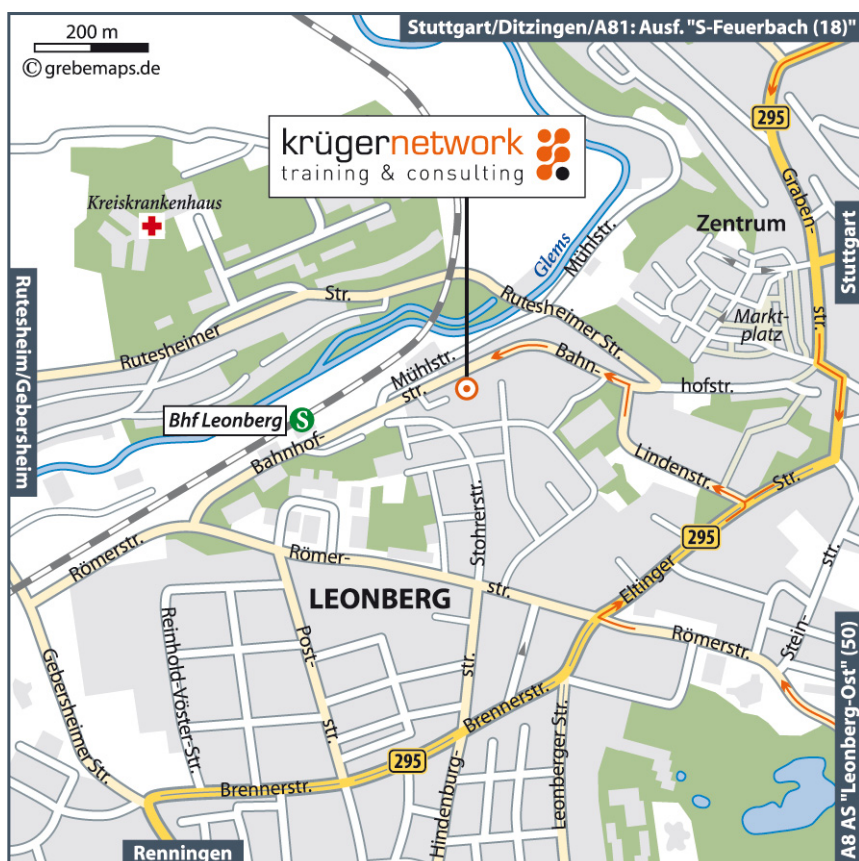 Stuttgart/Ditzingen/A81: Ausf. "S-Feuerbach (18)"
200 m
© grebemaps.de
295
krügernetwork
training & consulting
Graben-
str.
Kreiskrankenhaus
Zentrum
Stuttgart
Glems
Mühlstr.
Rutesheim/Gebersheim
Rutesheimer
Str.
Rutesheimer Str.
Markt-
platz
Mühlstr.
Bahn-
hofstr.
Bhf Leonberg
S
Bahnhof-
str.
Lindenstr.
295
Eltinger
Str.
Stohrerstr.
Römerstr.
Römer-
str.
LEONBERG
Römerstr.
Stein-
str.
A8 AS "Leonberg-Ost" (50)
Gebersheimer Str.
Reinhold-Vöster-Str.
Post-
str.
Hindenburg-
str.
Brennerstr.
295
Brennerstr.
Leonberger Str.
Renningen